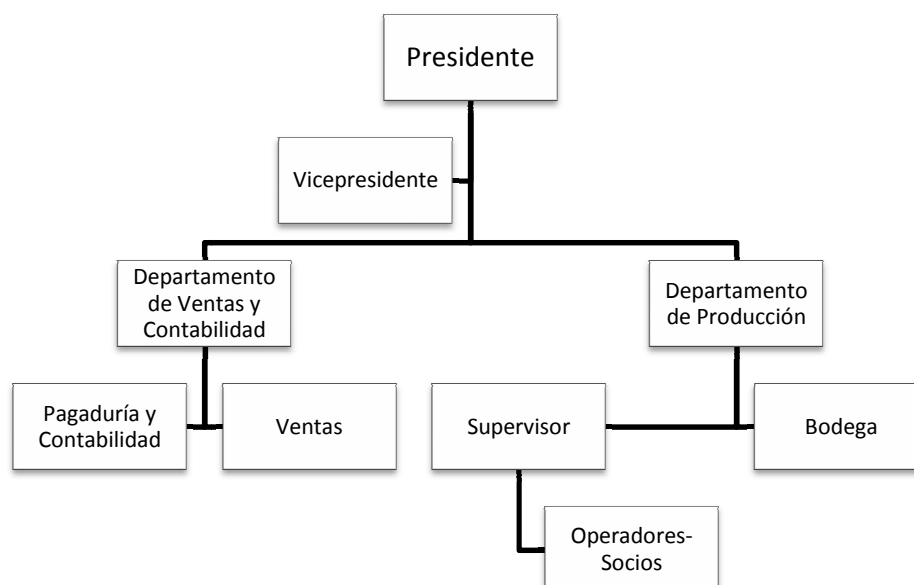 Presidente
Vicepresidente
Departamento
de Ventas y
Contabilidad
Departamento
de Producción
Pagaduría y
Contabilidad
Ventas
Supervisor
Bodega
Operadores-
Socios